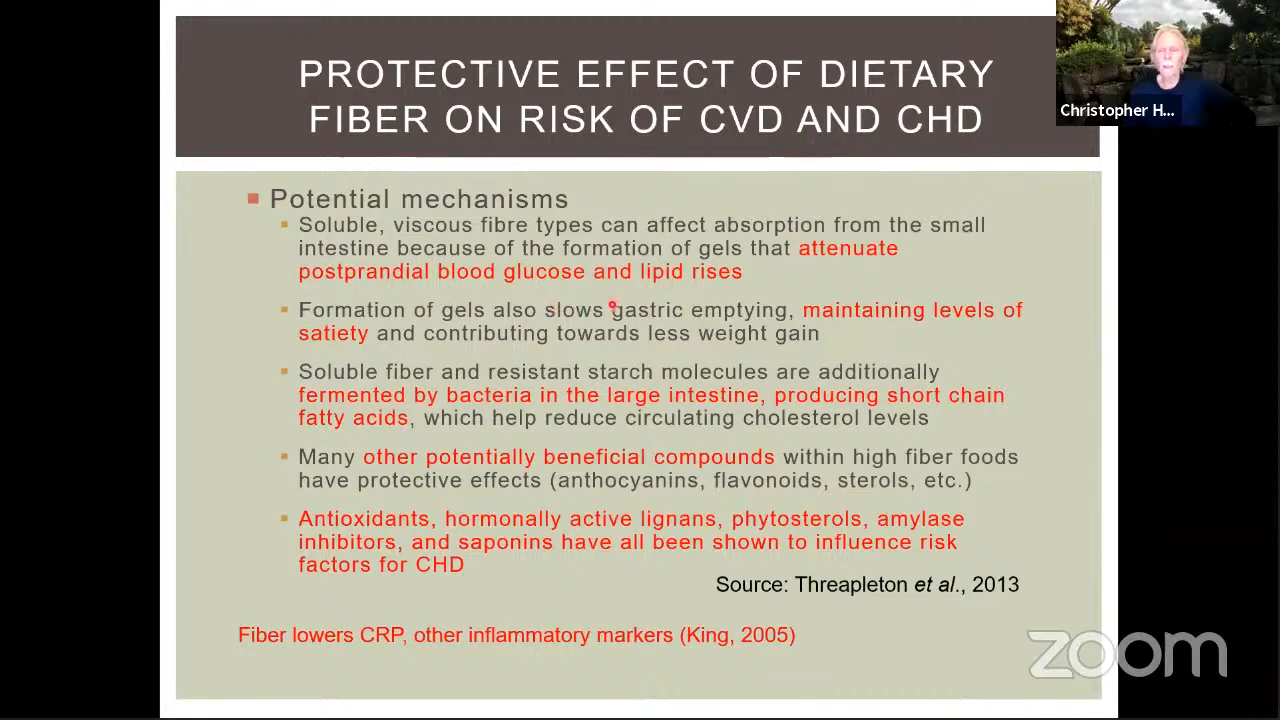 PROTECTIVE EFFECT OF DIETARY
FIBER ON RISK OF CVD AND CHD
Christopher H...
Potential mechanisms
Soluble, viscous fibre types can affect absorption from the small
intestine because of the formation of gels that attenuate
postprandial blood glucose and lipid rises
Formation of gels also slows gastric emptying, maintaining levels of
satiety and contributing towards less weight gain
Soluble fiber and resistant starch molecules are additionally
fermented by bacteria in the large intestine, producing short chain
fatty acids, which help reduce circulating cholesterol levels
Many other potentially beneficial compounds within high fiber foods
have protective effects (anthocyanins, flavonoids, sterols, etc.)
Antioxidants, hormonally active lignans, phytosterols, amylase
inhibitors, and saponins have all been shown to influence risk
factors for CHD
Source: Threapleton et al., 2013
Fiber lowers CRP, other inflammatory markers (King, 2005)
zoom